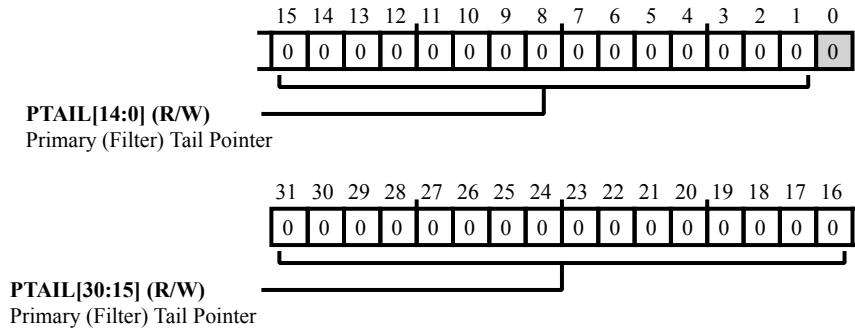 15 14 13 12 11 10 9 8 7 6 5 4 3 2 1 0
0 0 0 0 0 0 0 0 0 0 0 0 0 0 0 0
PTAIL[14:0] (R/W)
Primary (Filter) Tail Pointer
31 30 29 28 27 26 25 24 23 22 21 20 19 18 17 16
0 0 0 0 0 0 0 0 0 0 0 0 0 0 0 0
PTAIL[30:15] (R/W)
Primary (Filter) Tail Pointer